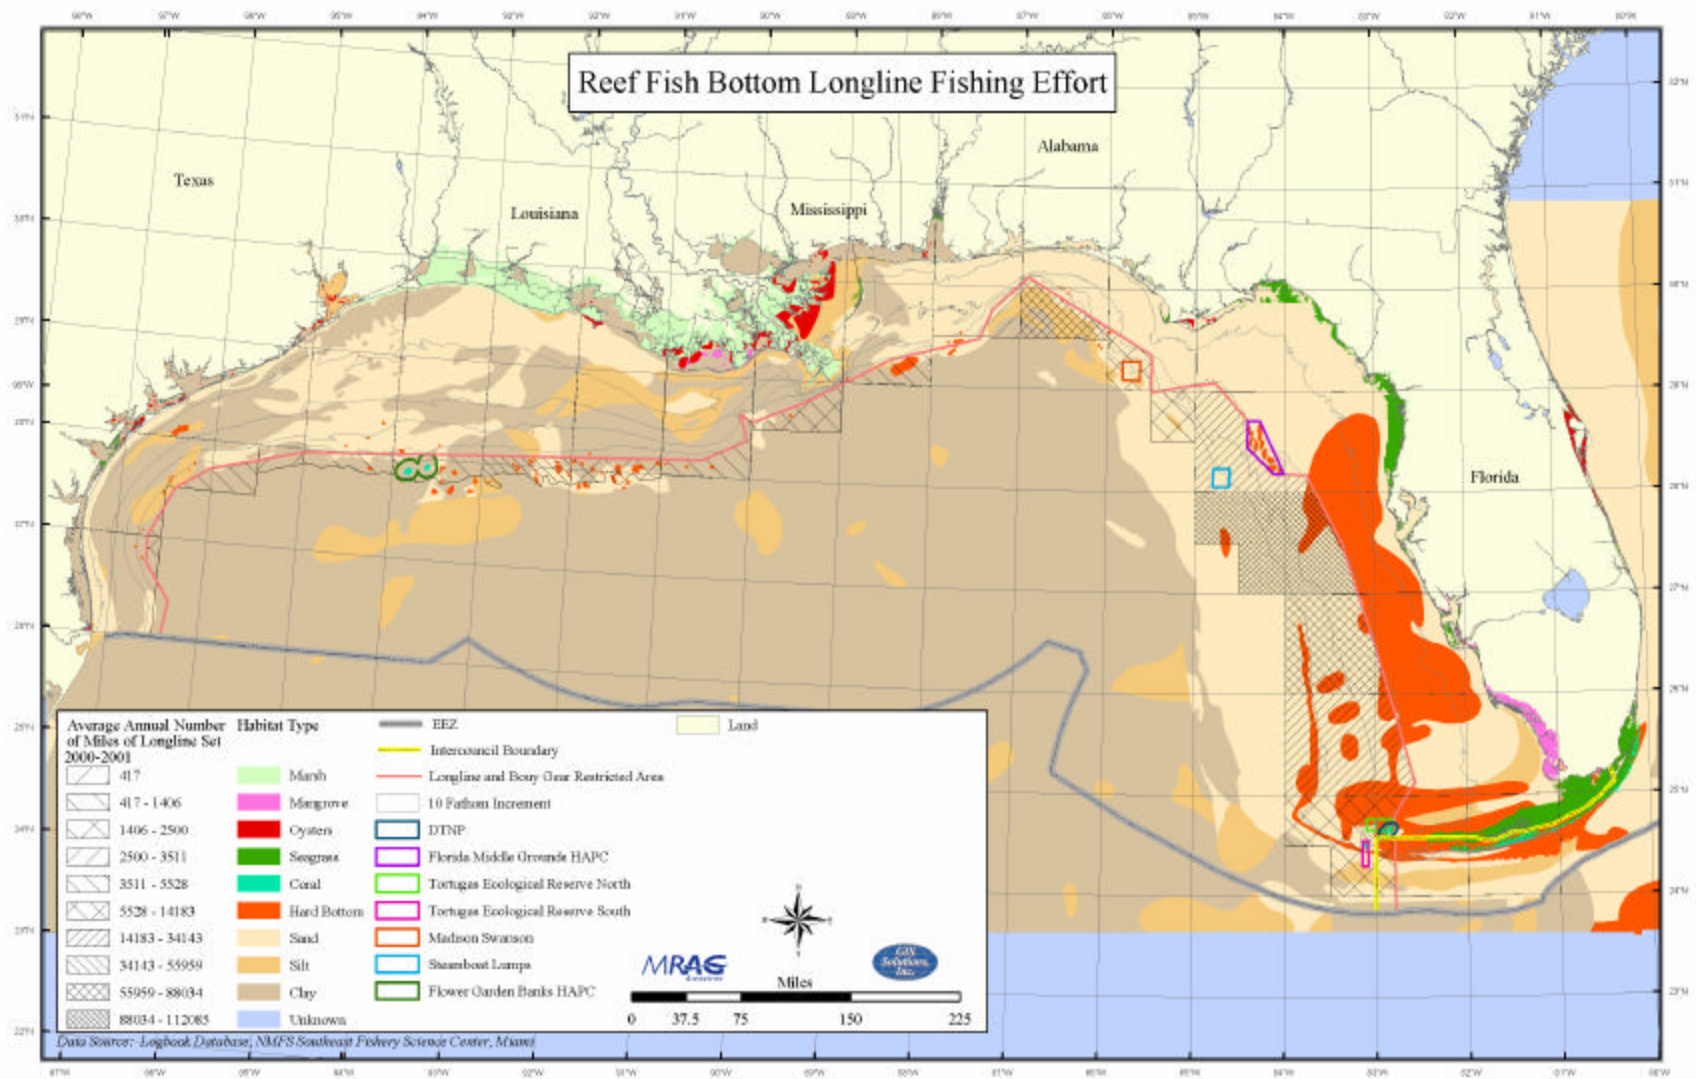 Reef Fish Bottom Longline Fishing Effort
Texas
Louisiana
Mississippi
Alabama
Florida
Average Annual Number
of Miles of Longline Set
2000-2001
417
417 - 1406
1406 - 2500
2500 - 3511
3511 - 5528
5528 - 14183
14183 - 34143
34143 - 55959
55959 - 88034
88034 - 112085
Habitat Type
Marsh
Mangrove
Oysters
Seagrass
Coral
Hard Bottom
Sand
Silt
Clay
Unknown
EEZ
Intercouncil Boundary
Longline and Bouy Gear Restricted Area
10 Fathom Increment
DTNP
Florida Middle Grounds HAPC
Tortugas Ecological Reserve North
Tortugas Ecological Reserve South
Madison Swanson
Steamboat Lumps
Flower Garden Banks HAPC
Land
MRAG
GIS
Solutions,
Inc.
Miles
0 37.5 75 150 225
Data Source: Logbook Database, NMFS Southeast Fishery Science Center, Miami